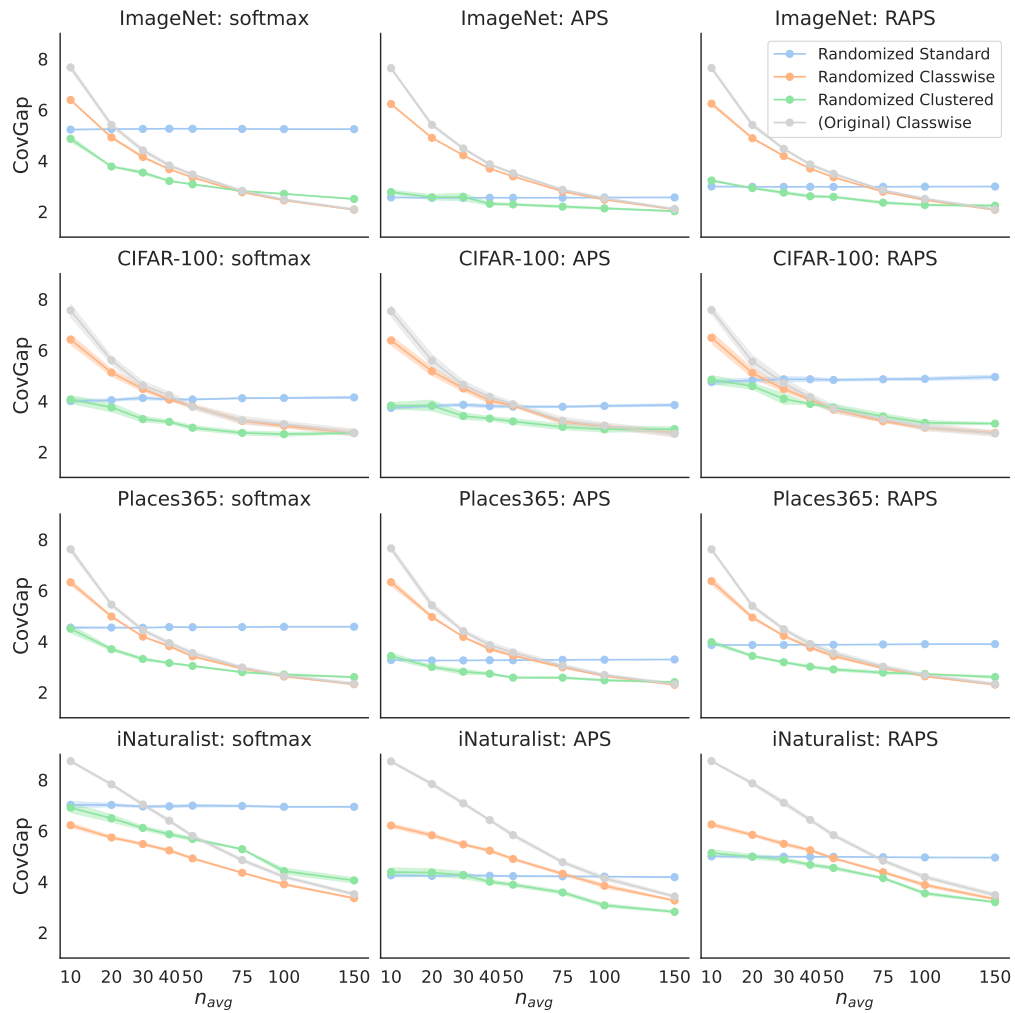 ImageNet: softmax
ImageNet: APS
ImageNet: RAPS
8
6
4
2
CovGap
Randomized Standard
Randomized Classwise
Randomized Clustered
(Original) Classwise
CIFAR-100: softmax
CIFAR-100: APS
CIFAR-100: RAPS
8
6
4
2
CovGap
Places365: softmax
Places365: APS
Places365: RAPS
8
6
4
2
CovGap
iNaturalist: softmax
iNaturalist: APS
iNaturalist: RAPS
8
6
4
2
CovGap
10 20 30 40 50 75 100 150
10 20 30 40 50 75 100 150
10 20 30 40 50 75 100 150
n_avg
n_avg
n_avg